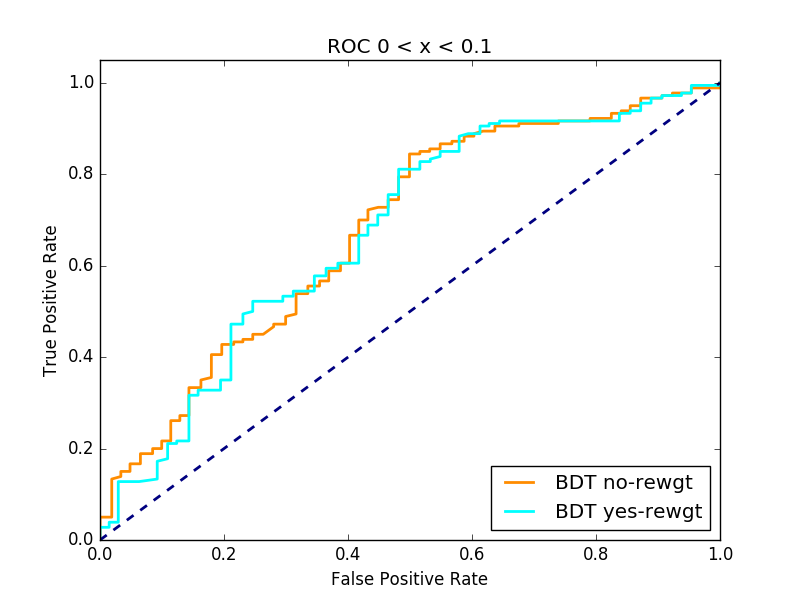 ROC 0 < x < 0.1
1.0
0.8
0.6
0.4
0.2
0.0
True Positive Rate
BDT no-rewgt
BDT yes-rewgt
0.0 0.2 0.4 0.6 0.8 1.0
False Positive Rate